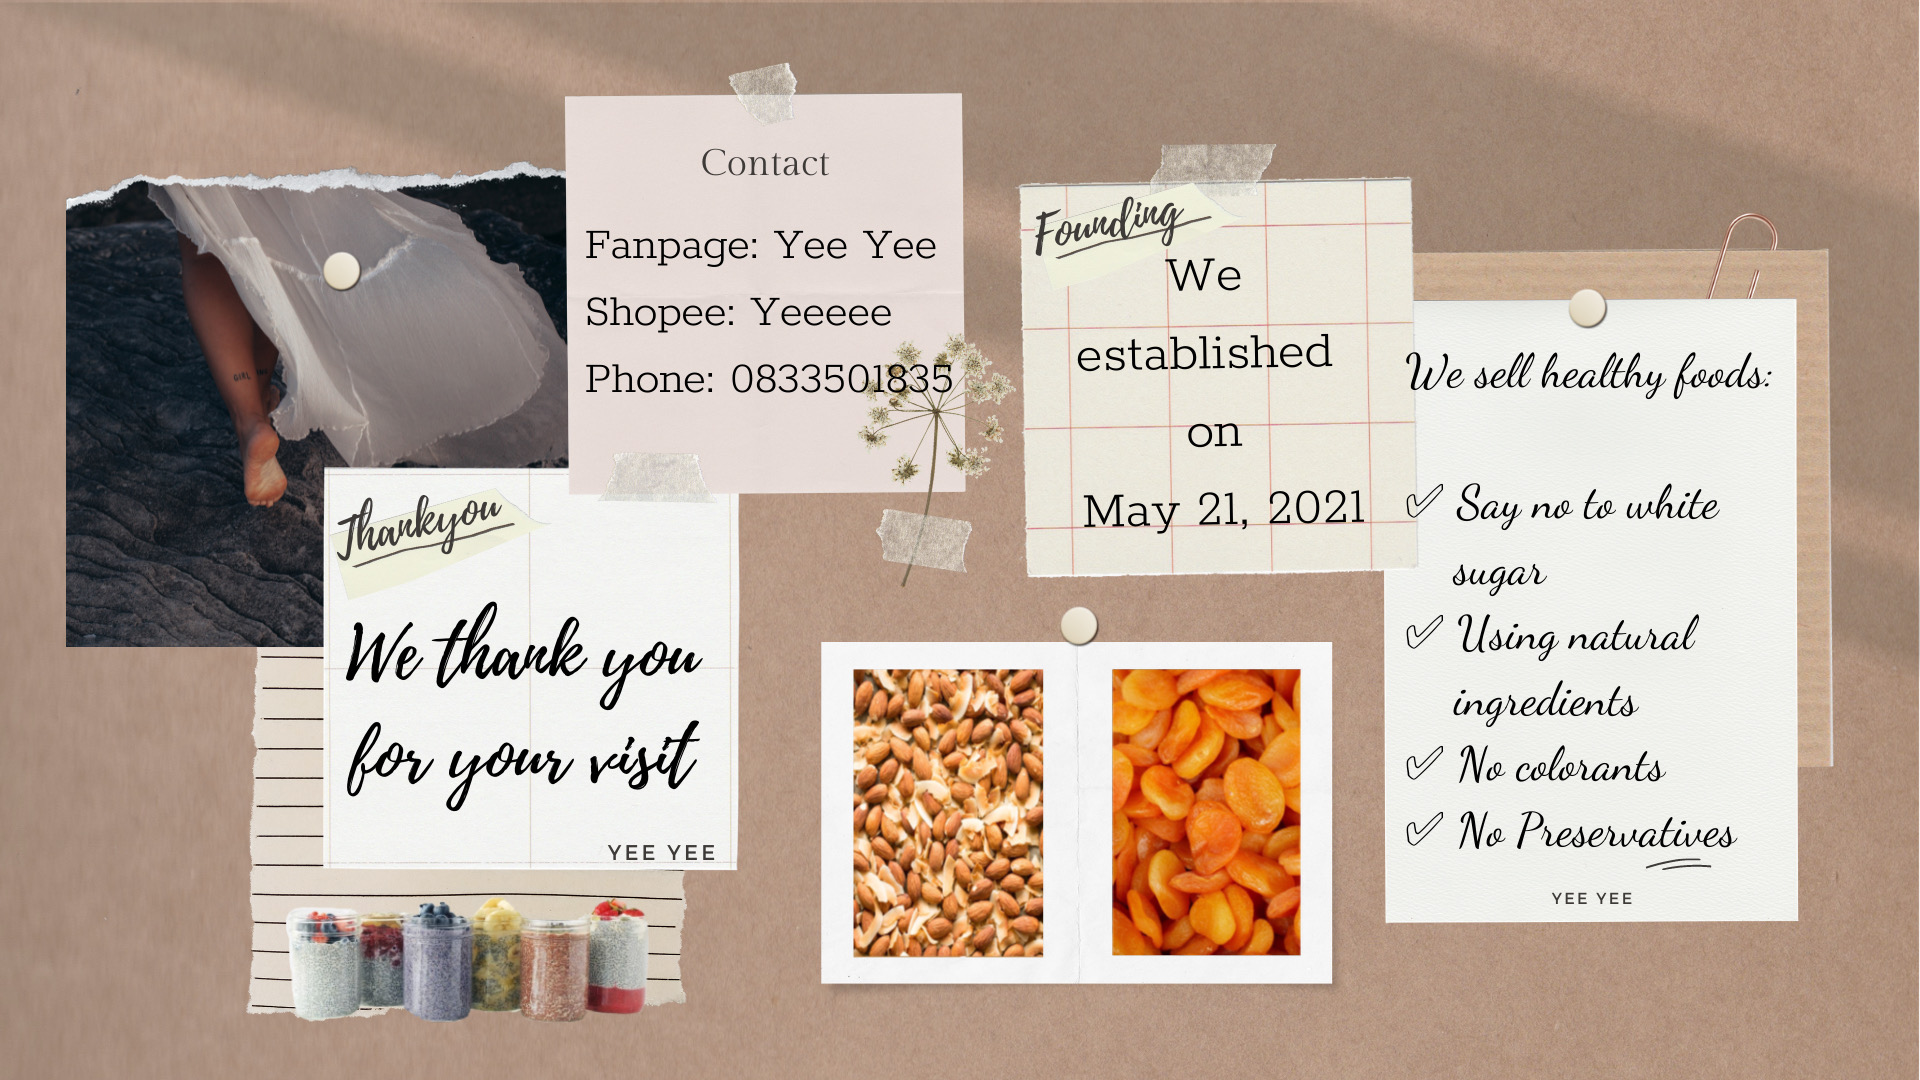 Contact
Fanpage: Yee Yee
Shopee: Yeeeee
Phone: 0833501835
Founding
We
established
on
May 21, 2021
We sell healthy foods:
✓ Say no to white
sugar
✓ Using natural
ingredients
✓ No colorants
✓ No Preservatives
YEE YEE
Thankyou
We thank you
for your visit
YEE YEE
GIRL